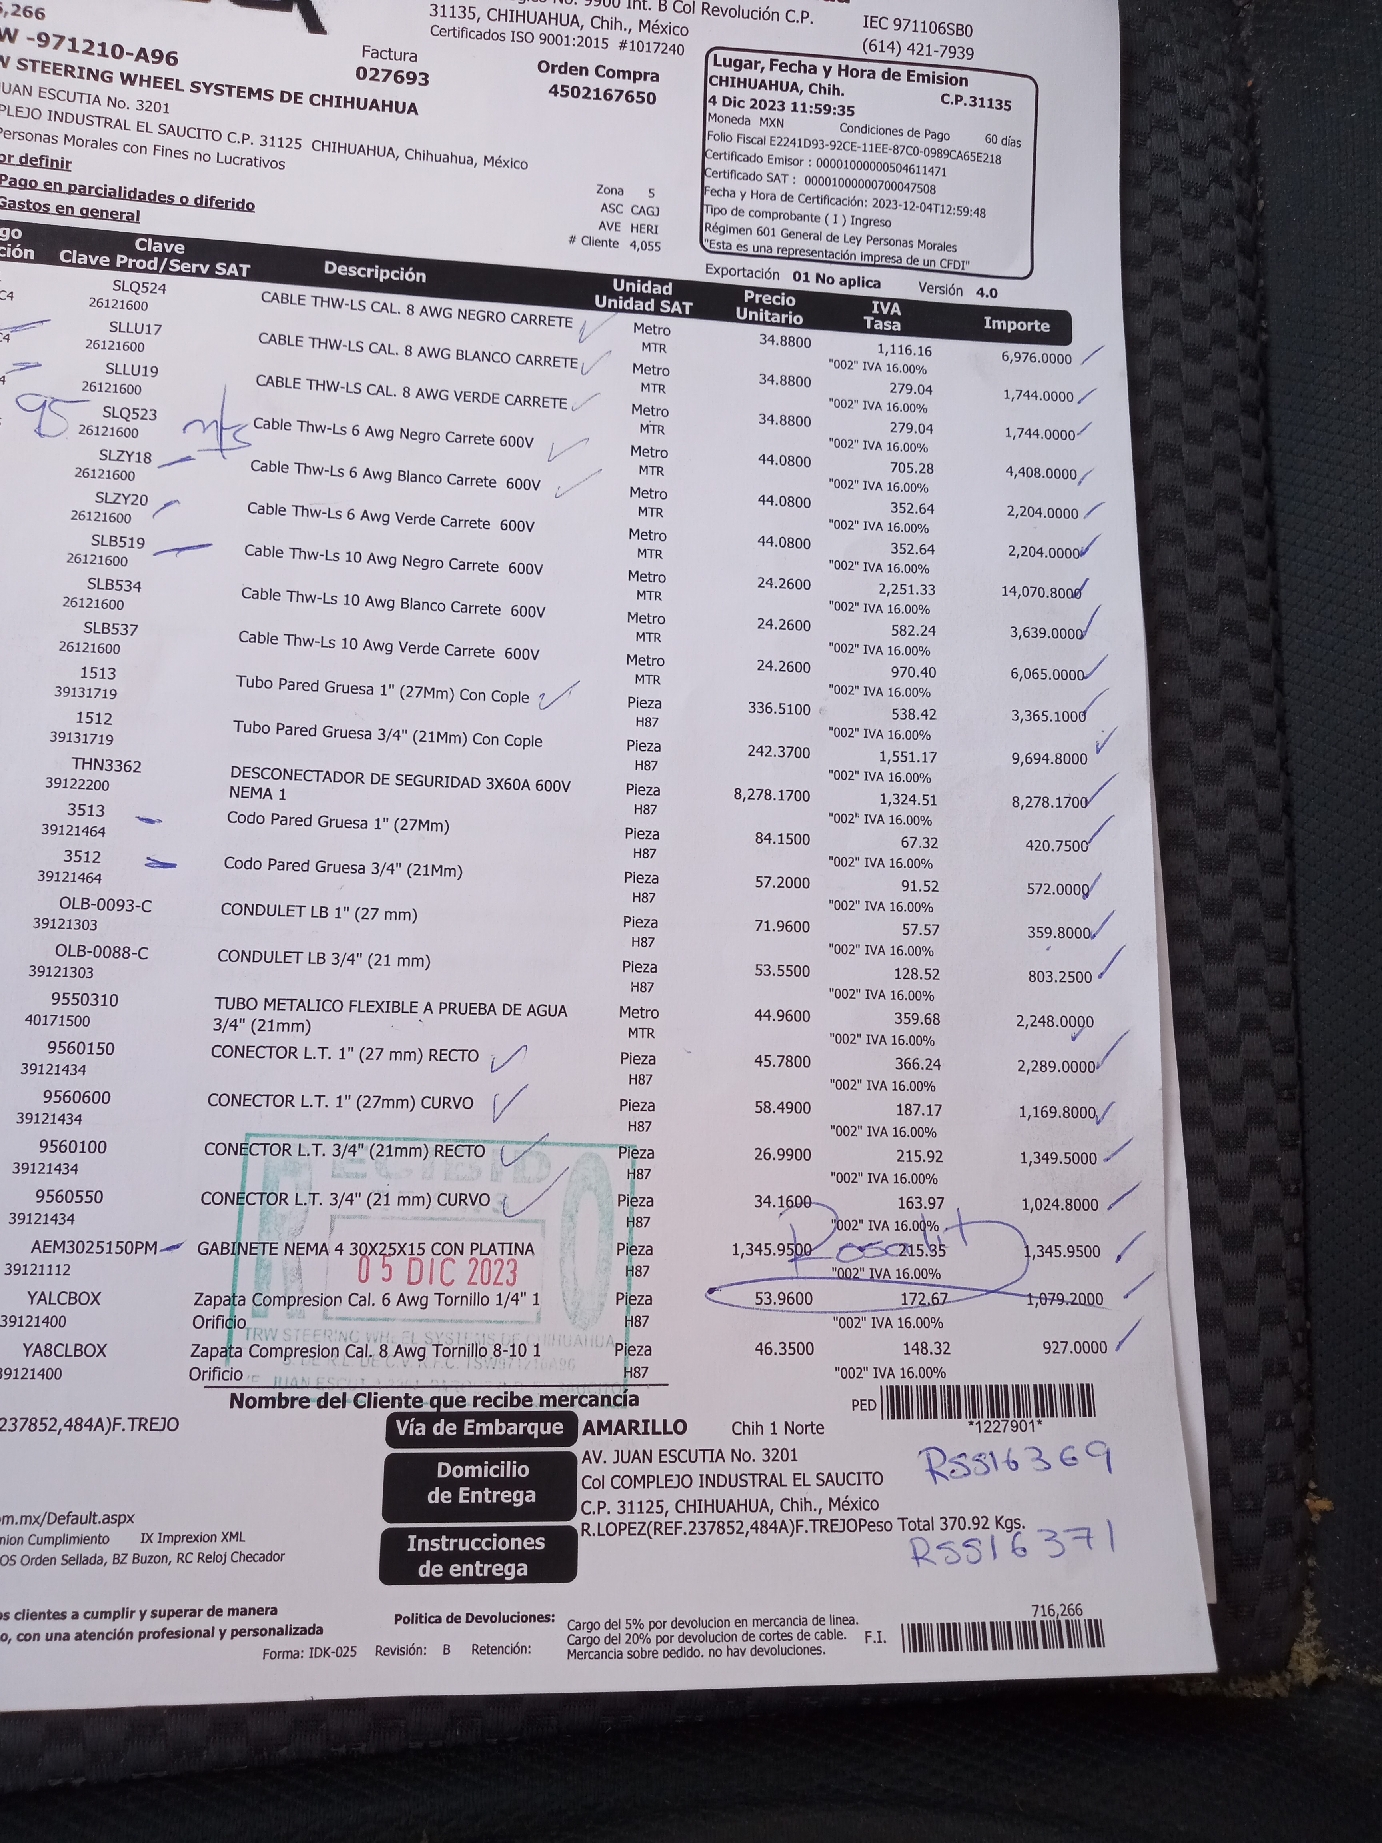 5,266
31135, CHIHUAHUA, Chih., México
Int. B Col Revolución C.P.
IEC 971106SB0
Certificados ISO 9001:2015 #1017240
(614) 421-7939
W -971210-A96
Factura
027693
Orden Compra
4502167650
W STEERING WHEEL SYSTEMS DE CHIHUAHUA
JUAN ESCUTIA No. 3201
PLEJO INDUSTRIAL EL SAUCITO C.P. 31125 CHIHUAHUA, Chihuahua, México
Personas Morales con Fines no Lucrativos
or definir
Pago en parcialidades o diferido
Gastos en general
Zona S
ASC CAGJ
AVE HERI
# Cliente 4,055
Lugar, Fecha y Hora de Emision
CHIHUAHUA, Chih. C.P.31135
4 Dic 2023 11:59:35
Moneda MXN Condiciones de Pago 60 días
Folio Fiscal E2241D93-92CE-11EE-87C0-0989CA65E218
Certificado Emisor : 00001000000504611471
Certificado SAT : 00001000000700047508
Fecha y Hora de Certificación: 2023-12-04T12:59:48
Tipo de comprobante ( I ) Ingreso
Régimen 601 General de Ley Personas Morales
"Esta es una representación impresa de un CFDI"
Exportación 01 No aplica Versión 4.0
go Clave Descripción Unidad Precio IVA Importe
ción Clave Prod/Serv SAT Unidad SAT Unitario Tasa
C4 SLQ524 CABLE THW-LS CAL. 8 AWG NEGRO CARRETE Metro 34.8800 1,116.16 6,976.0000
26121600 MTR "002" IVA 16.00%
C4 SLLU17 CABLE THW-LS CAL. 8 AWG BLANCO CARRETE Metro 34.8800 279.04 1,744.0000
26121600 MTR "002" IVA 16.00%
4 SLLU19 CABLE THW-LS CAL. 8 AWG VERDE CARRETE Metro 34.8800 279.04 1,744.0000
26121600 MTR "002" IVA 16.00%
95 mts
SLQ523 Cable Thw-Ls 6 Awg Negro Carrete 600V Metro 44.0800 705.28 4,408.0000
26121600 MTR "002" IVA 16.00%
SLZY18 Cable Thw-Ls 6 Awg Blanco Carrete 600V Metro 44.0800 352.64 2,204.0000
26121600 MTR "002" IVA 16.00%
SLZY20 Cable Thw-Ls 6 Awg Verde Carrete 600V Metro 44.0800 352.64 2,204.0000
26121600 MTR "002" IVA 16.00%
SLB519 Cable Thw-Ls 10 Awg Negro Carrete 600V Metro 24.2600 2,251.33 14,070.8000
26121600 MTR "002" IVA 16.00%
SLB534 Cable Thw-Ls 10 Awg Blanco Carrete 600V Metro 24.2600 582.24 3,639.0000
26121600 MTR "002" IVA 16.00%
SLB537 Cable Thw-Ls 10 Awg Verde Carrete 600V Metro 24.2600 970.40 6,065.0000
26121600 MTR "002" IVA 16.00%
1513 Tubo Pared Gruesa 1" (27Mm) Con Cople Pieza 336.5100 538.42 3,365.1000
39131719 H87 "002" IVA 16.00%
1512 Tubo Pared Gruesa 3/4" (21Mm) Con Cople Pieza 242.3700 1,551.17 9,694.8000
39131719 H87 "002" IVA 16.00%
THN3362 DESCONECTADOR DE SEGURIDAD 3X60A 600V Pieza 8,278.1700 1,324.51 8,278.1700
39122200 NEMA 1 H87 "002" IVA 16.00%
3513 Codo Pared Gruesa 1" (27Mm) Pieza 84.1500 67.32 420.7500
39121464 H87 "002" IVA 16.00%
3512 Codo Pared Gruesa 3/4" (21Mm) Pieza 57.2000 91.52 572.0000
39121464 H87 "002" IVA 16.00%
OLB-0093-C CONDULET LB 1" (27 mm) Pieza 71.9600 57.57 359.8000
39121303 H87 "002" IVA 16.00%
OLB-0088-C CONDULET LB 3/4" (21 mm) Pieza 53.5500 128.52 803.2500
39121303 H87 "002" IVA 16.00%
9550310 TUBO METALICO FLEXIBLE A PRUEBA DE AGUA Metro 44.9600 359.68 2,248.0000
40171500 3/4" (21mm) MTR "002" IVA 16.00%
9560150 CONECTOR L.T. 1" (27 mm) RECTO Pieza 45.7800 366.24 2,289.0000
39121434 H87 "002" IVA 16.00%
9560600 CONECTOR L.T. 1" (27mm) CURVO Pieza 58.4900 187.17 1,169.8000
39121434 H87 "002" IVA 16.00%
9560100 CONECTOR L.T. 3/4" (21mm) RECTO Pieza 26.9900 215.92 1,349.5000
39121434 H87 "002" IVA 16.00%
9560550 CONECTOR L.T. 3/4" (21 mm) CURVO Pieza 34.1600 163.97 1,024.8000
39121434 H87 "002" IVA 16.00%
AEM3025150PM GABINETE NEMA 4 30X25X15 CON PLATINA Pieza 1,345.9500 215.35 1,345.9500
39121112 H87 "002" IVA 16.00%
RECIBIDO
05 DIC 2023
YALCBOX Zapata Compresion Cal. 6 Awg Tornillo 1/4" 1 Pieza 53.9600 172.67 1,079.2000
39121400 Orificio H87 "002" IVA 16.00%
TRW STEERING WHEEL SYSTEMS DE CHIHUAHUA
YA8CLBOX Zapata Compresion Cal. 8 Awg Tornillo 8-10 1 Pieza 46.3500 148.32 927.0000
39121400 Orificio H87 "002" IVA 16.00%
Nombre del Cliente que recibe mercancía
PED *1227901*
237852,484A)F.TREJO
Vía de Embarque AMARILLO Chih 1 Norte
Domicilio de Entrega
AV. JUAN ESCUTIA No. 3201
Col COMPLEJO INDUSTRIAL EL SAUCITO
C.P. 31125, CHIHUAHUA, Chih., México
RSS16369
Instrucciones de entrega
R.LOPEZ(REF.237852,484A)F.TREJOPeso Total 370.92 Kgs.
RSS16371
m.mx/Default.aspx
nion Cumplimiento IX Imprexion XML
OS Orden Sellada, BZ Buzon, RC Reloj Checador
os clientes a cumplir y superar de manera
o, con una atención profesional y personalizada
Forma: IDK-025 Revisión: B Retención:
Politica de Devoluciones:
Cargo del 5% por devolucion en mercancia de linea.
Cargo del 20% por devolucion de cortes de cable.
Mercancia sobre pedido, no hay devoluciones.
F.I.
716,266